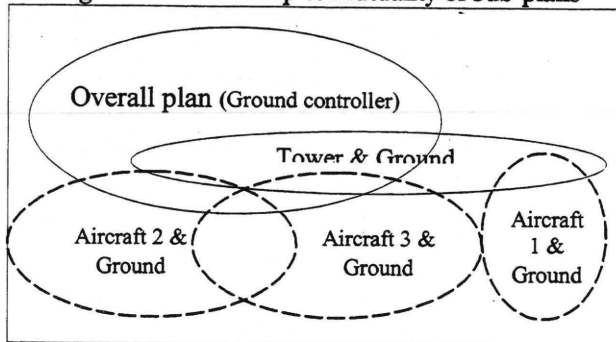 Overall plan (Ground controller)
Tower & Ground
Aircraft 2 &
Ground
Aircraft 3 &
Ground
Aircraft
1 &
Ground